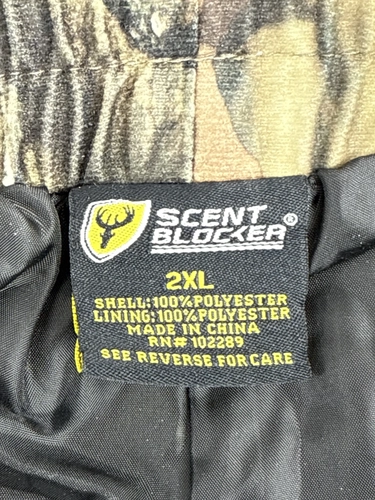 SCENT
BLOCKER®
2XL
SHELL:100%POLYESTER
LINING:100%POLYESTER
MADE IN CHINA
RN# 102289
SEE REVERSE FOR CARE